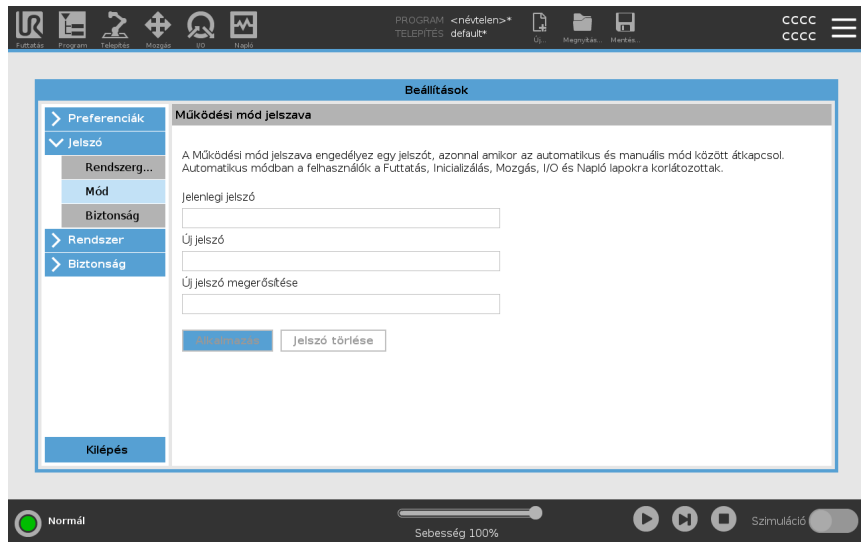 UR
PROGRAM <névtelen>*
TELEPÍTÉS default*
CCCC
CCCC
Futtatás Program Telepítés Mozgás I/O Napló Új... Megnyitás... Mentés...
Beállítások
Preferenciák
Jelszó
Rendszerg...
Mód
Biztonság
Rendszer
Biztonság
Kilépés
Működési mód jelszava
A Működési mód jelszava engedélyez egy jelszót, azonnal amikor az automatikus és manuális mód között átkapcsol.
Automatikus módban a felhasználók a Futtatás, Inicializálás, Mozgás, I/O és Napló lapokra korlátozottak.
Jelenlegi jelszó
Új jelszó
Új jelszó megerősítése
Alkalmazás Jelszó törlése
Normál
Sebesség 100%
Szimuláció